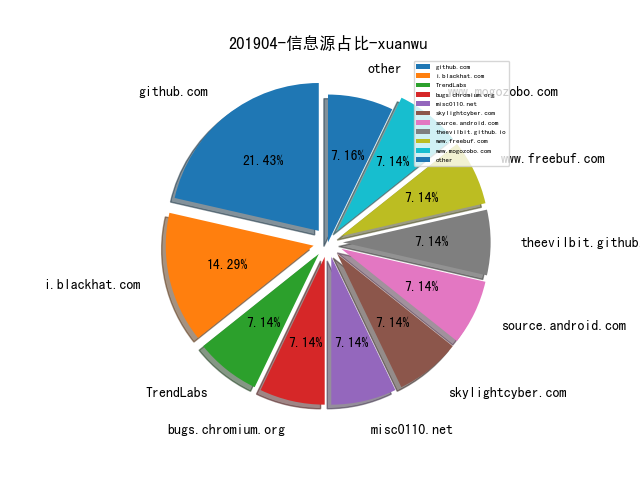 201904-信息源占比-xuanwu
other
github.com
www.mogozobo.com
www.freebuf.com
theevilbit.github
source.android.com
skylightcyber.com
misc0110.net
bugs.chromium.org
TrendLabs
i.blackhat.com
21.43%
14.29%
7.14%
7.14%
7.14%
7.14%
7.14%
7.14%
7.14%
7.14%
7.16%
github.com
i.blackhat.com
TrendLabs
bugs.chromium.org
misc0110.net
skylightcyber.com
source.android.com
theevilbit.github.io
www.freebuf.com
www.mogozobo.com
other